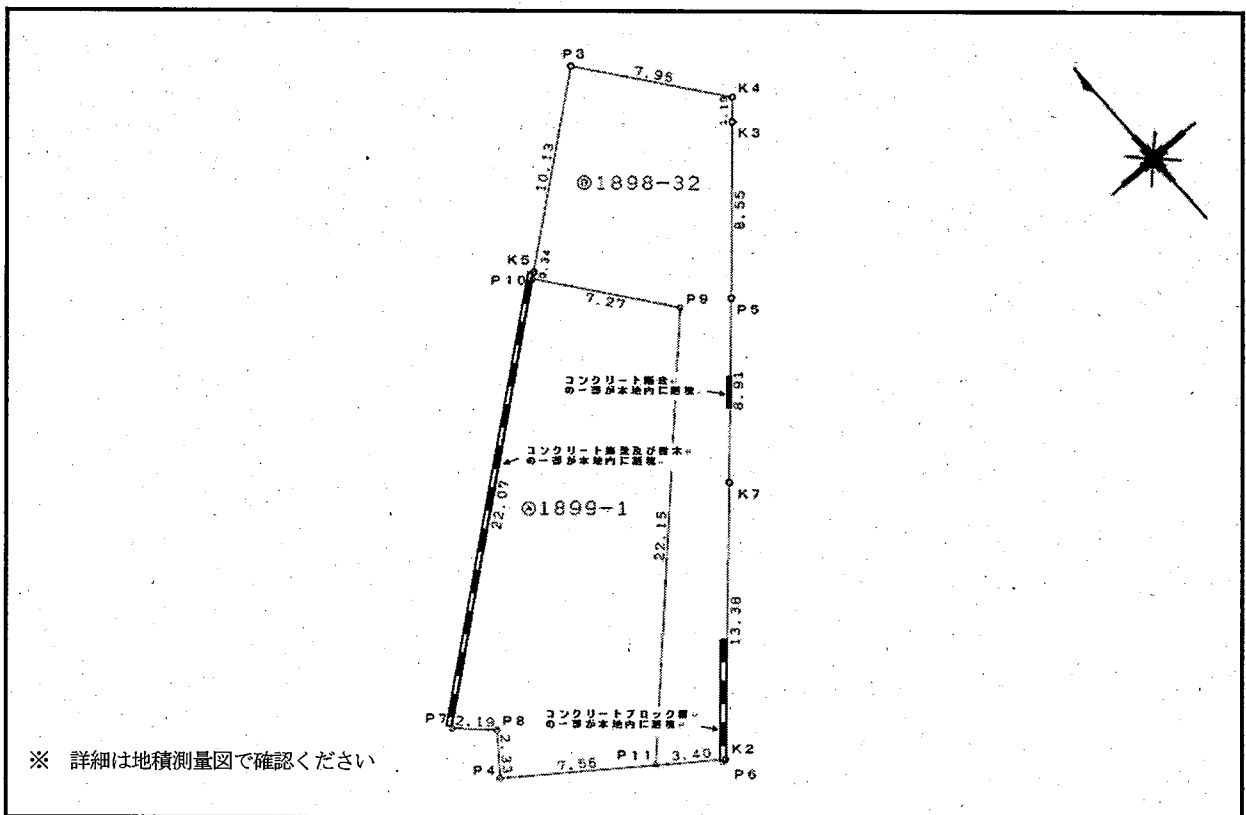 P3
7.95
K4
1.19
K3
10.13
1898-32
8.55
K5
0.34
P10
7.27
P9
P5
コンクリート
の一部が本地内に越境
8.91
コンクリート擁壁及び
の一部が本地内に越境
K7
22.07
1899-1
22.15
13.38
P7
2.19
P8
コンクリートブロック塀
の一部が本地内に越境
2.33
P11
3.40
K2
P4
7.56
P6
※ 詳細は地積測量図で確認ください